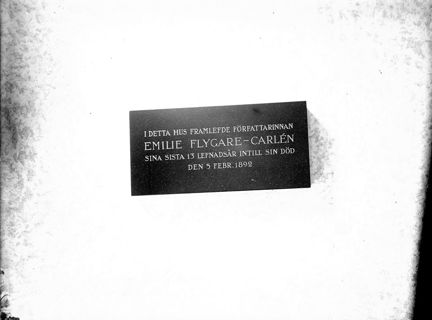 I DETTA HUS FRAMLEFDE FÖRFATTARINNAN
EMILIE FLYGARE-CARLÉN
SINA SISTA 13 LEFNADSÅR INTILL SIN DÖD
DEN 5 FEBR. 1892